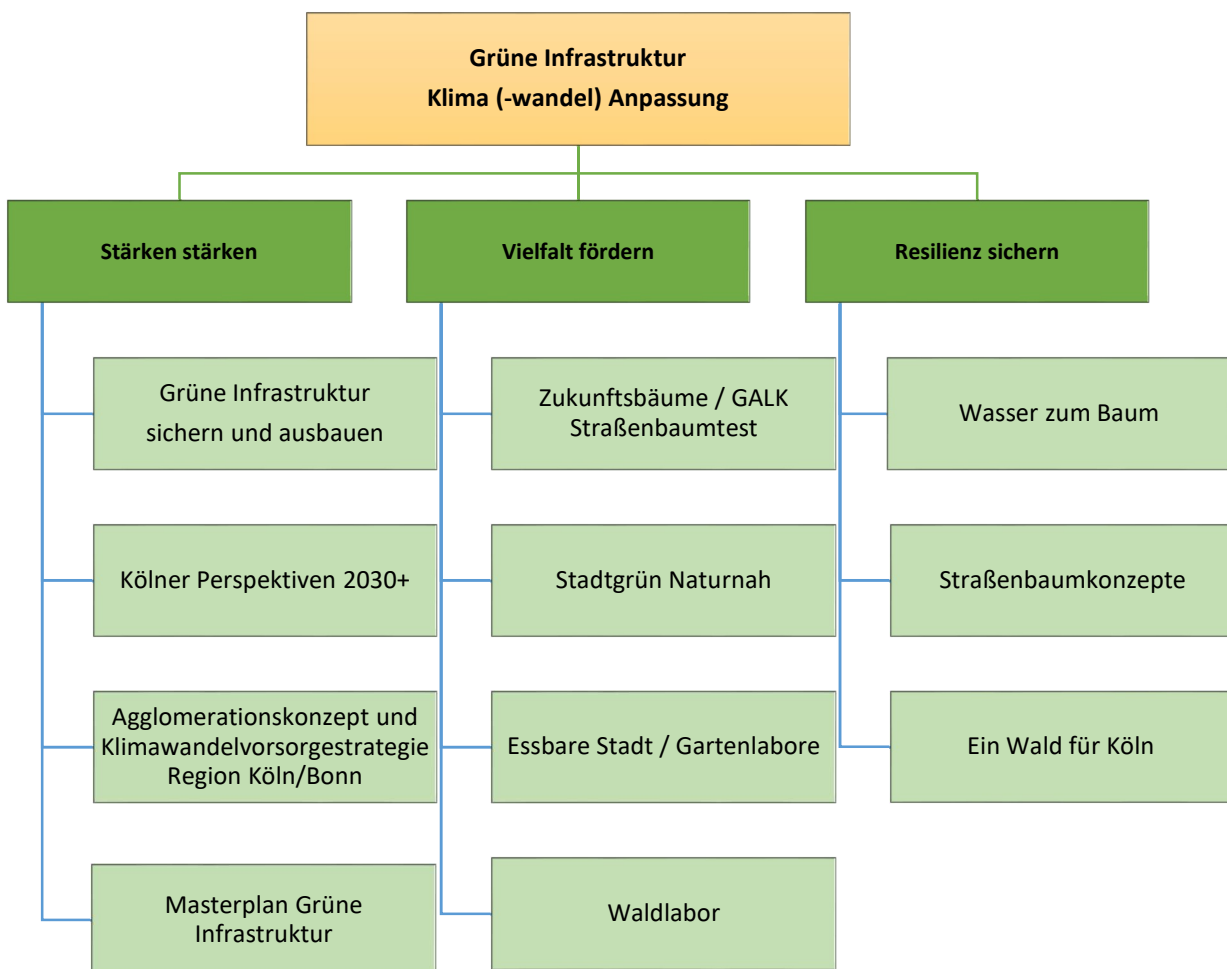 Grüne Infrastruktur
Klima (-wandel) Anpassung
Stärken stärken
Grüne Infrastruktur
sichern und ausbauen
Kölner Perspektiven 2030+
Agglomerationskonzept und
Klimawandelvorsorgestrategie
Region Köln/Bonn
Masterplan Grüne
Infrastruktur
Vielfalt fördern
Zukunftsbäume / GALK
Straßenbaumtest
Stadtgrün Naturnah
Essbare Stadt / Gartenlabore
Waldlabor
Resilienz sichern
Wasser zum Baum
Straßenbaumkonzepte
Ein Wald für Köln